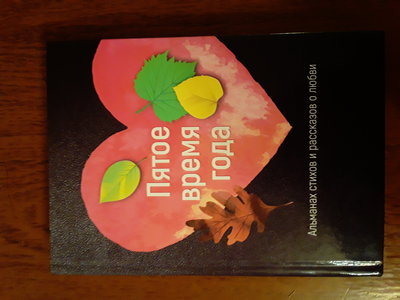 Пятое
время
года
Альманах стихов и рассказов о любви